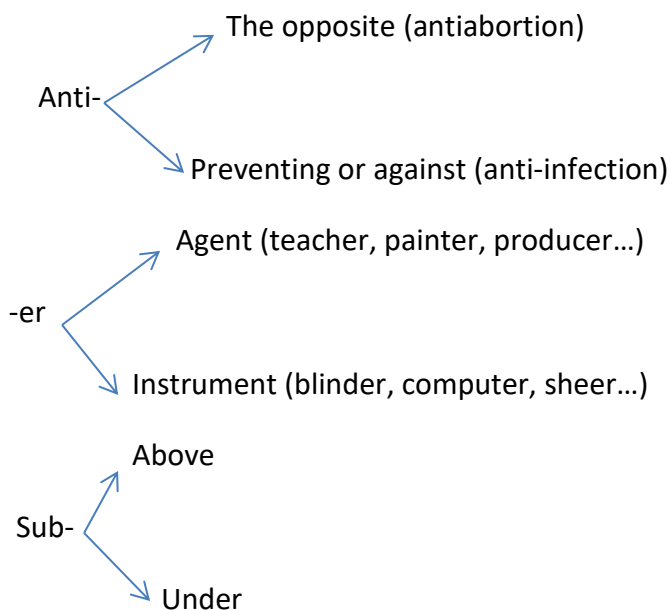 The opposite (antiabortion)
Anti-
Preventing or against (anti-infection)
Agent (teacher, painter, producer…)
-er
Instrument (blinder, computer, sheer…)
Above
Sub-
Under